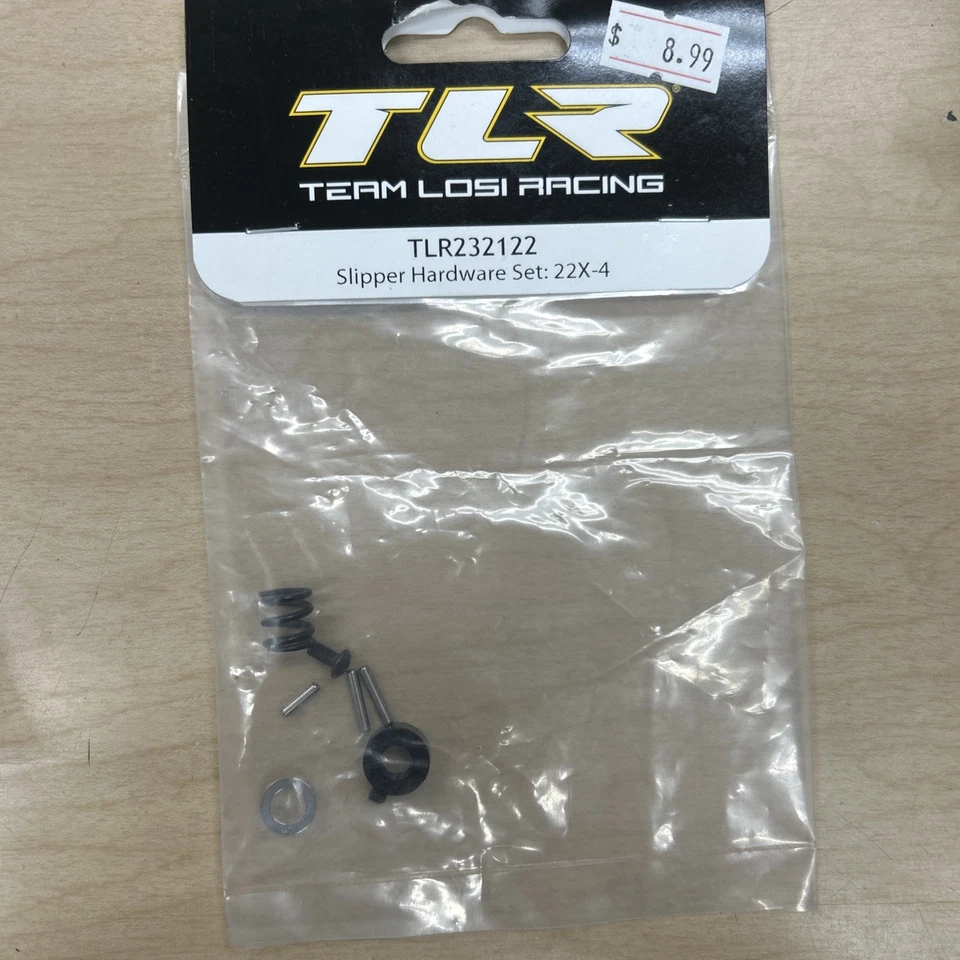 $ 8.99
TLR®
TEAM LOSI RACING
TLR232122
Slipper Hardware Set: 22X-4